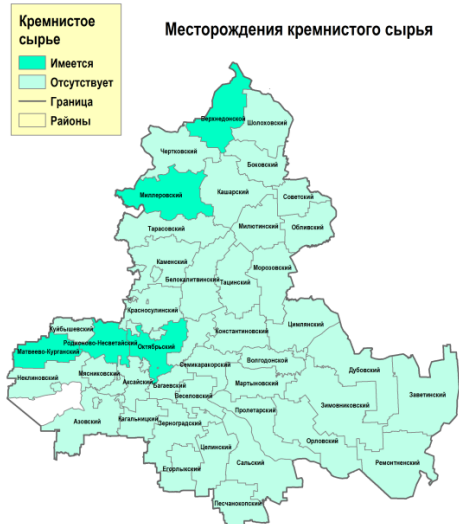 Кремнистое
сырье
Имеется
Отсутствует
Граница
Районы
Месторождения кремнистого сырья
Верхнедонской
Шолоховский
Чертковский
Боковский
Миллеровский
Кашарский
Советский
Тарасовский
Милютинский
Обливский
Каменский
Морозовский
Белокалитвинский
Тацинский
Красносулинский
Цимлянский
Куйбышевский
Константиновский
Родионово-Несветайский
Октябрьский
Матвеево-Курганский
Усть-Донецкий
Семикаракорский
Волгодонской
Дубовский
Неклиновский
Мясниковский
Аксайский
Багаевский
Мартыновский
Заветинский
Веселовский
Зимовниковский
Пролетарский
Азовский
Кагальницкий
Зерноградский
Орловский
Целинский
Сальский
Ремонтненский
Егорлыкский
Песчанокопский